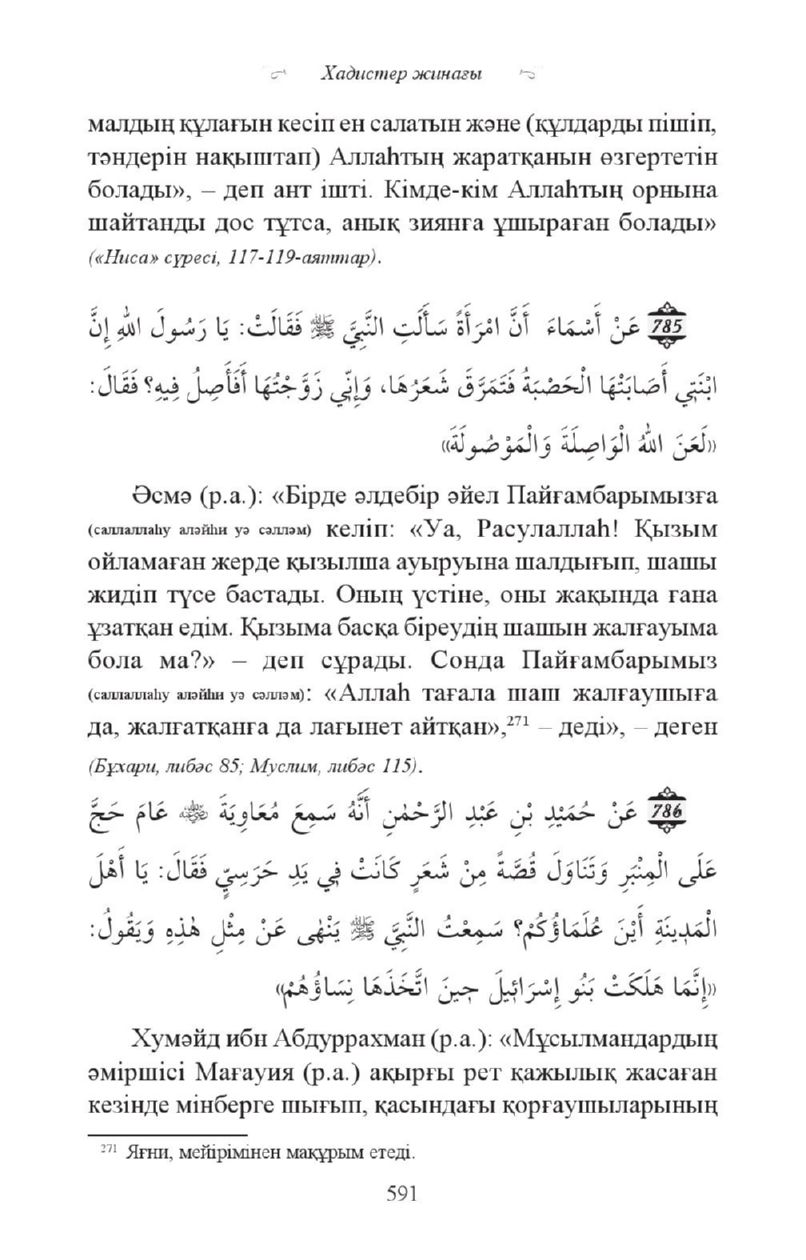 Хадистер жинағы
малдың құлағын кесіп ен салатын және (құлдарды пішіп,
тәндерін нақыштап) Аллаһтың жаратқанын өзгертетін
болады», – деп ант ішті. Кімде-кім Аллаһтың орнына
шайтанды дос тұтса, анық зиянға ұшыраған болады»
(«Ниса» сүресі, 117-119-аяттар).
785 عَنْ أَسْمَاءَ أَنَّ امْرَأَةً سَأَلَتِ النَّبِيَّ ﷺ فَقَالَتْ: يَا رَسُولَ اللهِ إِنَّ
ابْنَتِي أَصَابَتْهَا الْحَصْبَةُ فَتَمَرَّقَ شَعَرُهَا، وَإِنِّي زَوَّجْتُهَا أَفَأَصِلُ فِيهِ؟ فَقَالَ:
«لَعَنَ اللهُ الْوَاصِلَةَ وَالْمَوْصُولَةَ»
Әсмә (р.а.): «Бірде әлдебір әйел Пайғамбарымызға
(саллаллаһу аләйһи уә сәлләм) келіп: «Уа, Расулаллаһ! Қызым
ойламаған жерде қызылша ауыруына шалдығып, шашы
жидіп түсе бастады. Оның үстіне, оны жақында ғана
ұзатқан едім. Қызыма басқа біреудің шашын жалғауыма
бола ма?» – деп сұрады. Сонда Пайғамбарымыз
(саллаллаһу аләйһи уә сәлләм): «Аллаһ тағала шаш жалғаушыға
да, жалғатқанға да лағынет айтқан»,²⁷¹ – деді», – деген
(Бұхари, либәс 85; Муслим, либәс 115).
786 عَنْ حُمَيْدِ بْنِ عَبْدِ الرَّحْمٰنِ أَنَّهُ سَمِعَ مُعَاوِيَةَ ﵁ عَامَ حَجَّ
عَلَى الْمِنْبَرِ وَتَنَاوَلَ قُصَّةً مِنْ شَعَرٍ كَانَتْ فِي يَدِ حَرَسِيٍّ فَقَالَ: يَا أَهْلَ
الْمَدِينَةِ أَيْنَ عُلَمَاؤُكُمْ؟ سَمِعْتُ النَّبِيَّ ﷺ يَنْهٰى عَنْ مِثْلِ هٰذِهِ وَيَقُولُ:
«إِنَّمَا هَلَكَتْ بَنُو إِسْرَائِيلَ حِينَ اتَّخَذَهَا نِسَاؤُهُمْ»
Хумәйд ибн Абдуррахман (р.а.): «Мұсылмандардың
әміршісі Мағауия (р.а.) ақырғы рет қажылық жасаған
кезінде мінберге шығып, қасындағы қорғаушыларының
²⁷¹ Яғни, мейірімінен мақұрым етеді.
591